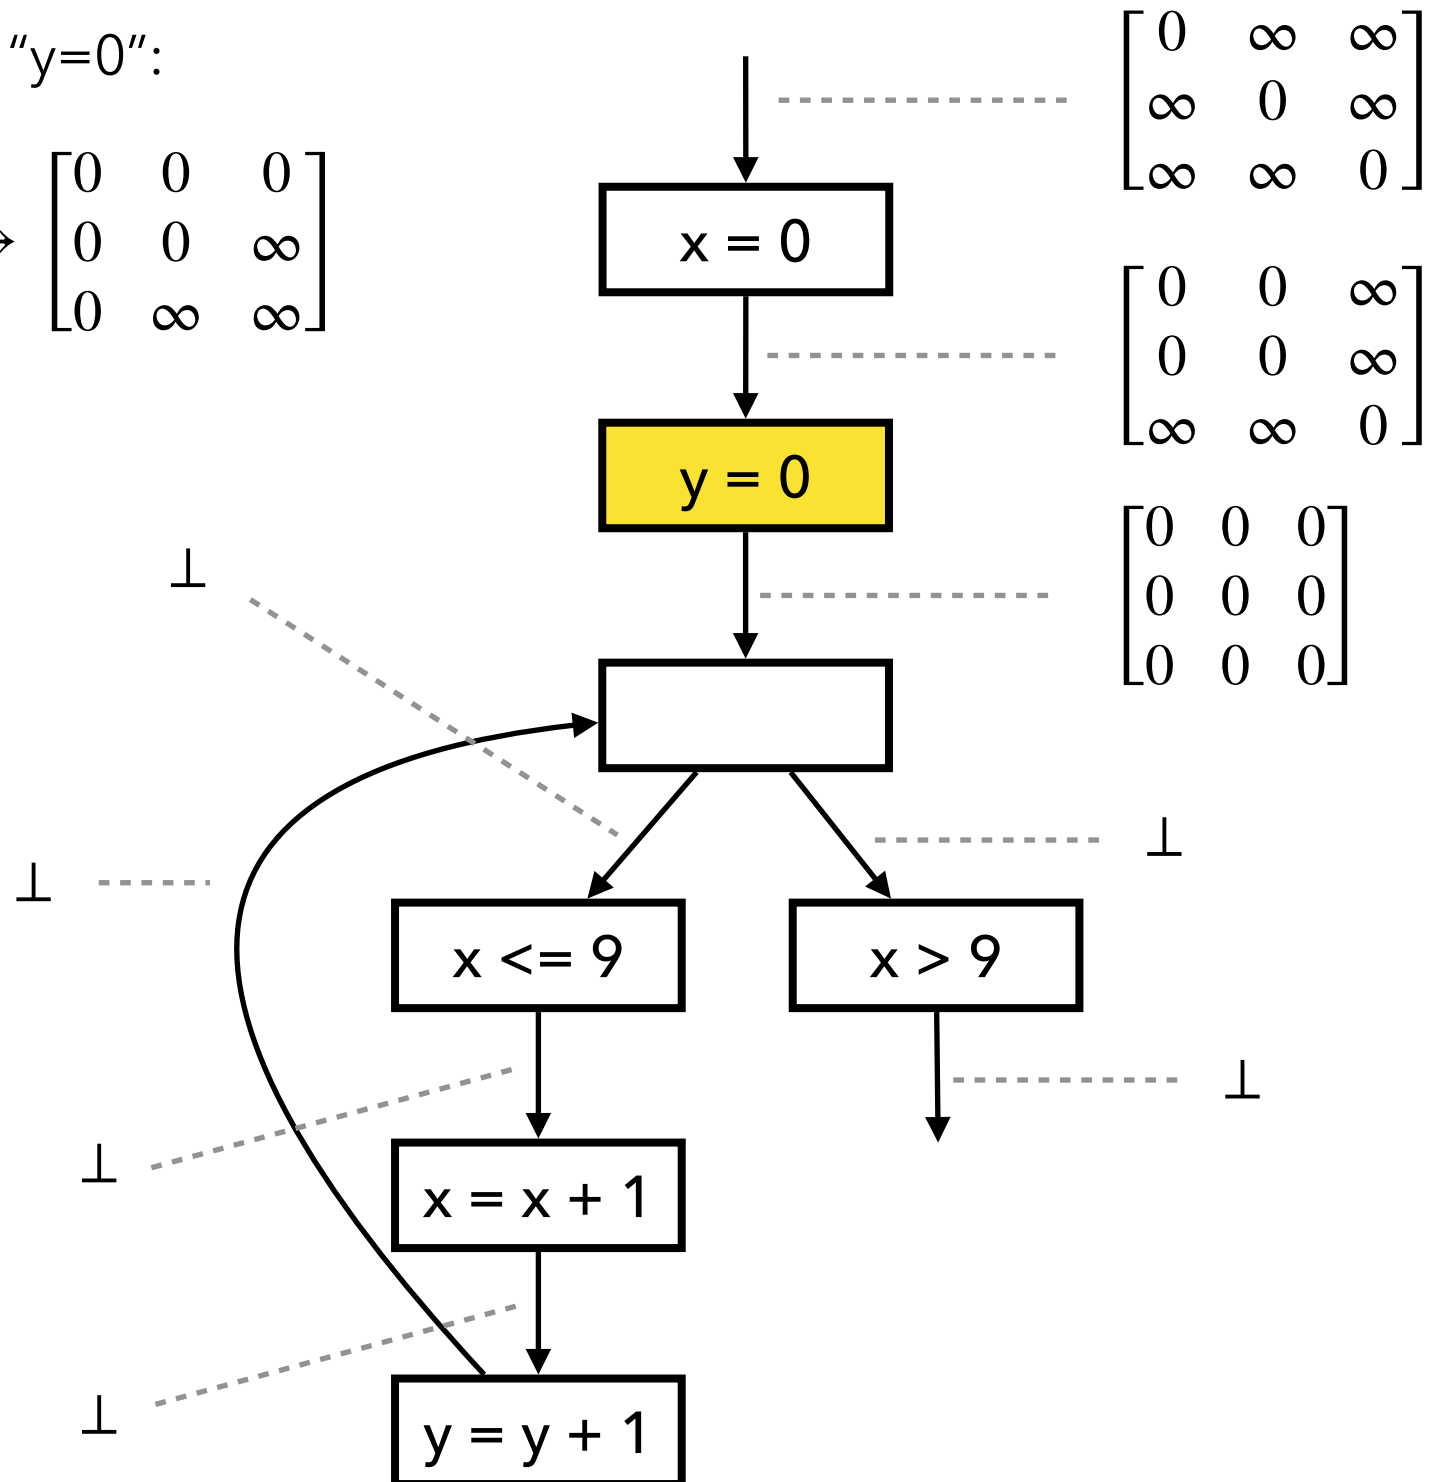 “y=0”:
0 0 0
0 0 ∞
0 ∞ ∞
0 ∞ ∞
∞ 0 ∞
∞ ∞ 0
x = 0
0 0 ∞
0 0 ∞
∞ ∞ 0
y = 0
0 0 0
0 0 0
0 0 0
⊥
⊥
⊥
x <= 9
x > 9
⊥
⊥
x = x + 1
⊥
y = y + 1